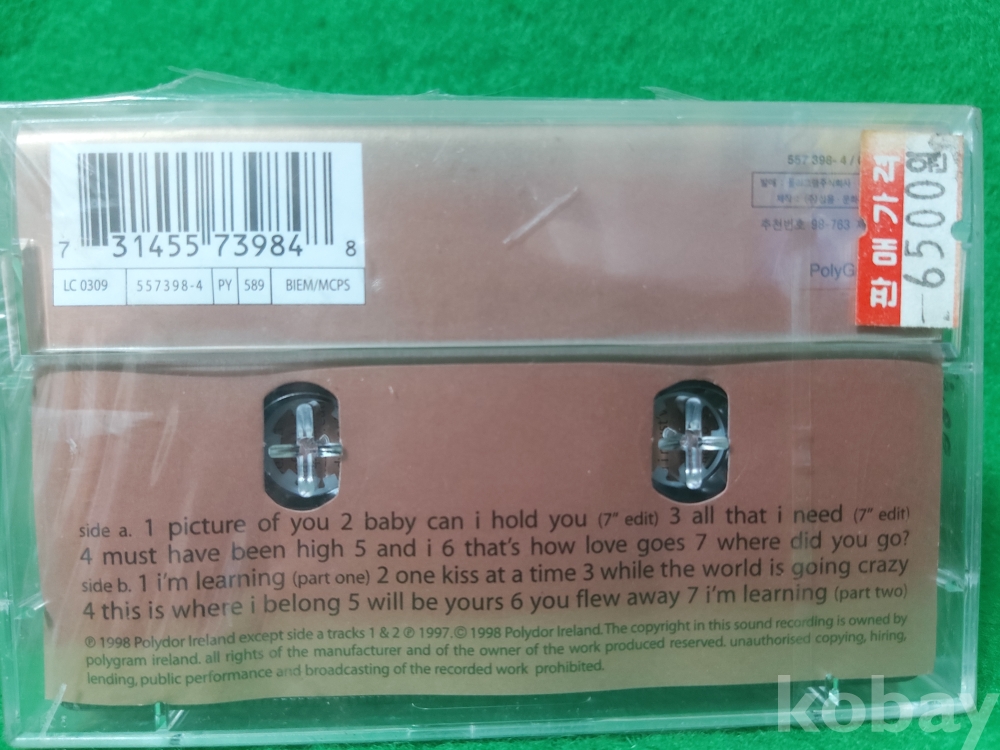 7 31455 73984 8
LC 0309 557398-4 PY 589 BIEM/MCPS
557 398-4 /
추천번호 98-763
PolyG
정가증피
6500원
side a. 1 picture of you 2 baby can i hold you (7" edit) 3 all that i need (7" edit)
4 must have been high 5 and i 6 that's how love goes 7 where did you go?
side b. 1 i'm learning (part one) 2 one kiss at a time 3 while the world is going crazy
4 this is where i belong 5 will be yours 6 you flew away 7 i'm learning (part two)
℗ 1998 Polydor Ireland except side a tracks 1 & 2 ℗ 1997. © 1998 Polydor Ireland. The copyright in this sound recording is owned by
polygram ireland. all rights of the manufacturer and of the owner of the work produced reserved. unauthorised copying, hiring,
lending, public performance and broadcasting of the recorded work prohibited.
kobay